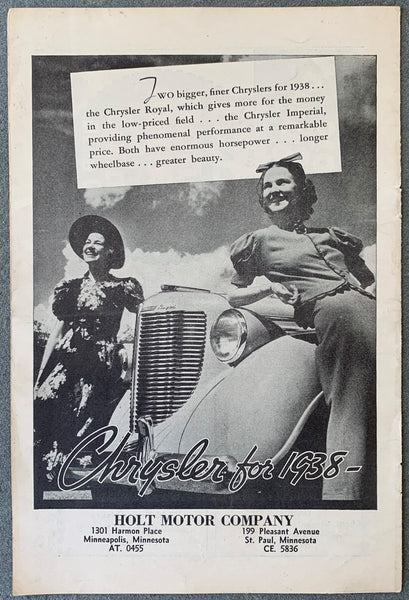 TWO bigger, finer Chryslers for 1938 . . .
the Chrysler Royal, which gives more for the money
in the low-priced field . . . the Chrysler Imperial,
providing phenomenal performance at a remarkable
price. Both have enormous horsepower . . . longer
wheelbase . . . greater beauty.
Chrysler for 1938-
HOLT MOTOR COMPANY
1301 Harmon Place
Minneapolis, Minnesota
AT. 0455
199 Pleasant Avenue
St. Paul, Minnesota
CE. 5836